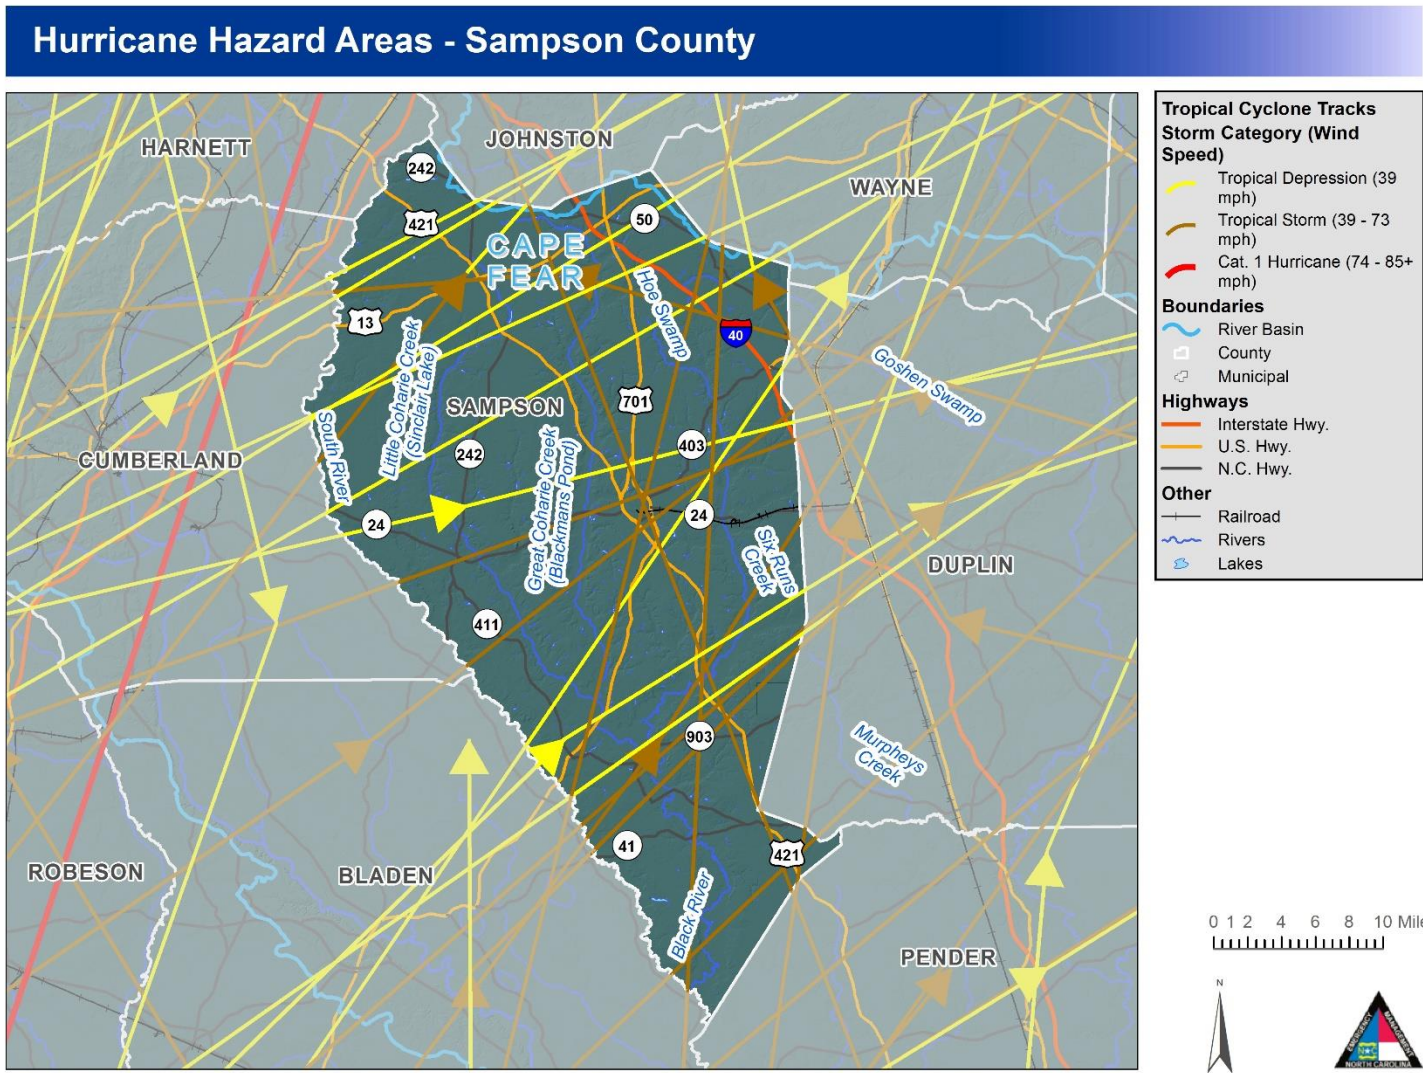 Hurricane Hazard Areas - Sampson County
HARNETT
JOHNSTON
WAYNE
242
421
50
CAPE
FEAR
Hoe Swamp
13
40
Little Coharie Creek
(Sinclair Lake)
Goshen Swamp
SAMPSON
701
South River
242
403
CUMBERLAND
Great Coharie Creek
(Blackmans Pond)
24
24
Six Runs
Creek
DUPLIN
411
903
Murpheys
Creek
41
421
ROBESON
BLADEN
Black River
PENDER
Tropical Cyclone Tracks
Storm Category (Wind
Speed)
Tropical Depression (39
mph)
Tropical Storm (39 - 73
mph)
Cat. 1 Hurricane (74 - 85+
mph)
Boundaries
River Basin
County
Municipal
Highways
Interstate Hwy.
U.S. Hwy.
N.C. Hwy.
Other
Railroad
Rivers
Lakes
0 1 2 4 6 8 10 Mile
N
EMERGENCY
MANAGEMENT
N C
NORTH CAROLINA